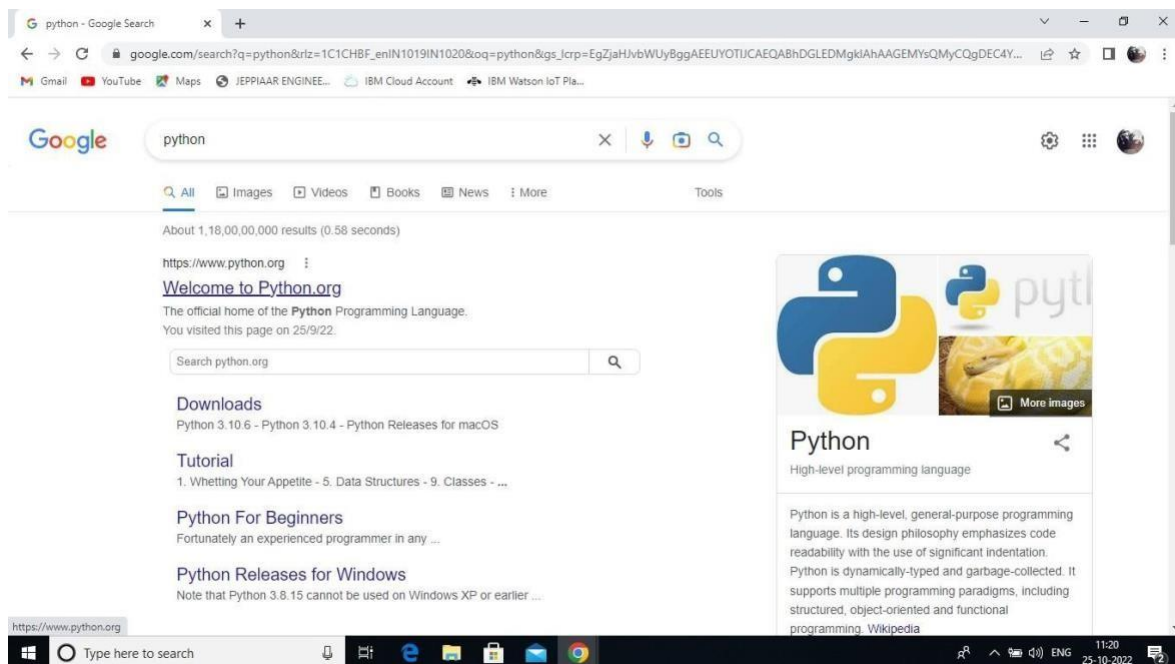 python - Google Search
google.com/search?q=python&rlz=1C1CHBF_enIN1019IN1020&oq=python&gs_lcrp=EgZjaHJvbWUyBggAEEUYOTIJCAEQABhDGLEDMgkIAhAAGEMYsQMyCQgDEC4Y...
Gmail YouTube Maps JEPPIAAR ENGINEE... IBM Cloud Account IBM Watson IoT Pla...
Google python
All Images Videos Books News More Tools
About 1,18,00,00,000 results (0.58 seconds)
https://www.python.org
Welcome to Python.org
The official home of the Python Programming Language.
You visited this page on 25/9/22.
Search python.org
Downloads
Python 3.10.6 - Python 3.10.4 - Python Releases for macOS
Tutorial
1. Whetting Your Appetite - 5. Data Structures - 9. Classes - ...
Python For Beginners
Fortunately an experienced programmer in any ...
Python Releases for Windows
Note that Python 3.8.15 cannot be used on Windows XP or earlier ...
pytl
More images
Python
High-level programming language
Python is a high-level, general-purpose programming
language. Its design philosophy emphasizes code
readability with the use of significant indentation.
Python is dynamically-typed and garbage-collected. It
supports multiple programming paradigms, including
structured, object-oriented and functional
programming. Wikipedia
https://www.python.org
Type here to search
ENG
11:20
25-10-2022